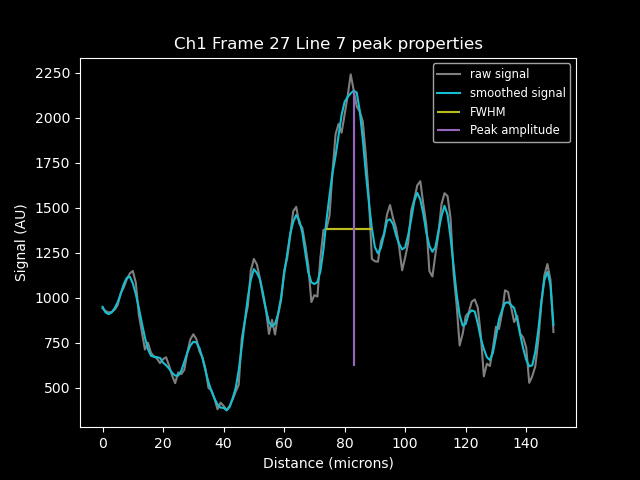 Ch1 Frame 27 Line 7 peak properties
raw signal
smoothed signal
FWHM
Peak amplitude
Signal (AU)
2250
2000
1750
1500
1250
1000
750
500
0 20 40 60 80 100 120 140
Distance (microns)